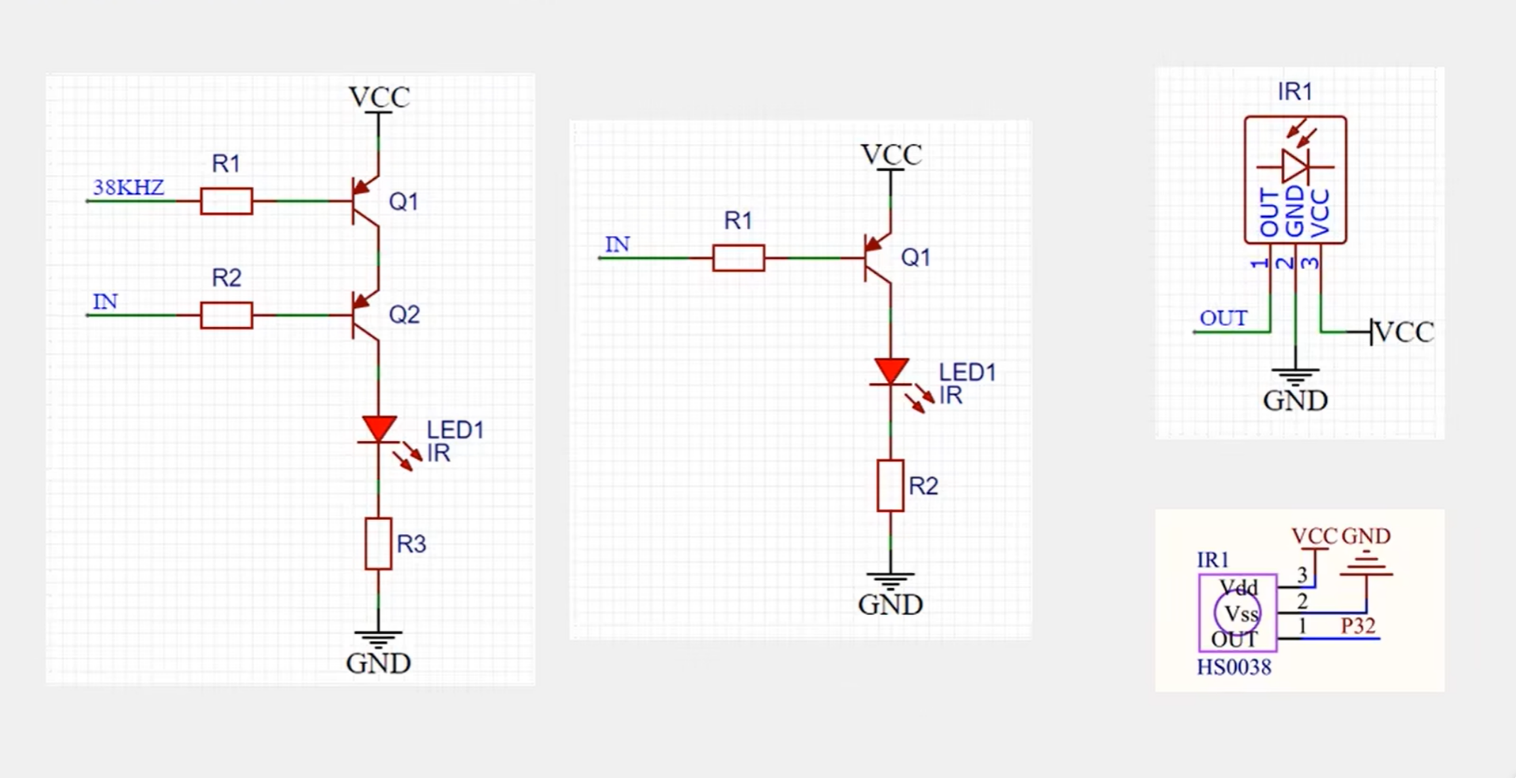 VCC
R1
38KHZ
Q1
R2
IN
Q2
LED1
IR
R3
GND
VCC
R1
IN
Q1
LED1
IR
R2
GND
IR1
OUT
GND
VCC
1
2
3
OUT
VCC
GND
VCC GND
IR1
3
Vdd
2
Vss
1
P32
OUT
HS0038